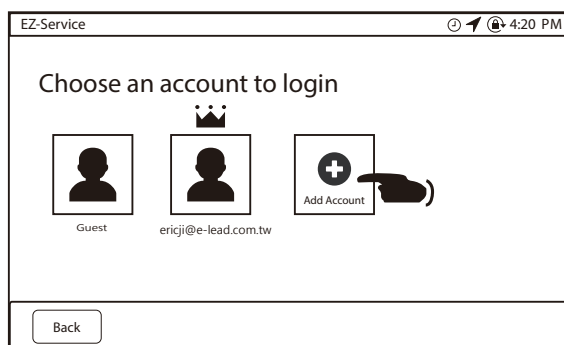 EZ-Service 4:20 PM
Choose an account to login
Add Account
Guest
ericji@e-lead.com.tw
Back